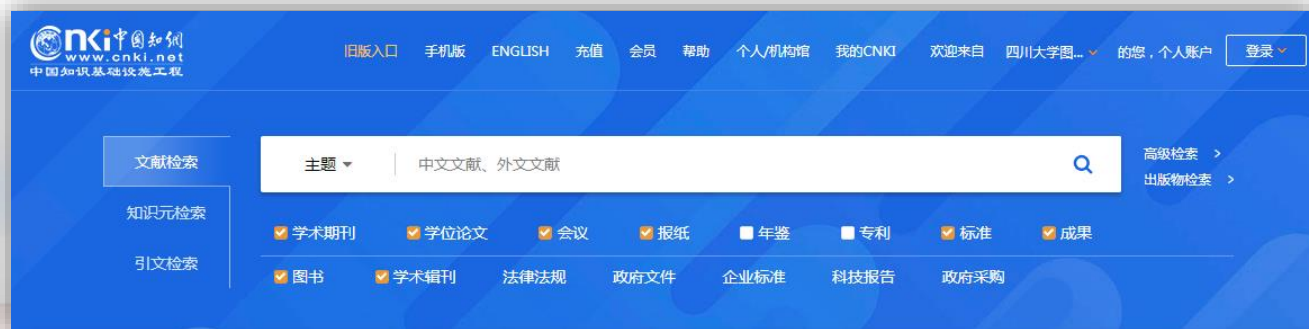 CNKi中国知网
www.cnki.net
中国知识基础设施工程
旧版入口 手机版 ENGLISH 充值 会员 帮助 个人/机构馆 我的CNKI 欢迎来自 四川大学图... 的您，个人账户 登录
文献检索
主题 中文文献、外文文献
高级检索 >
出版物检索 >
知识元检索
学术期刊 学位论文 会议 报纸 年鉴 专利 标准 成果
引文检索
图书 学术辑刊 法律法规 政府文件 企业标准 科技报告 政府采购